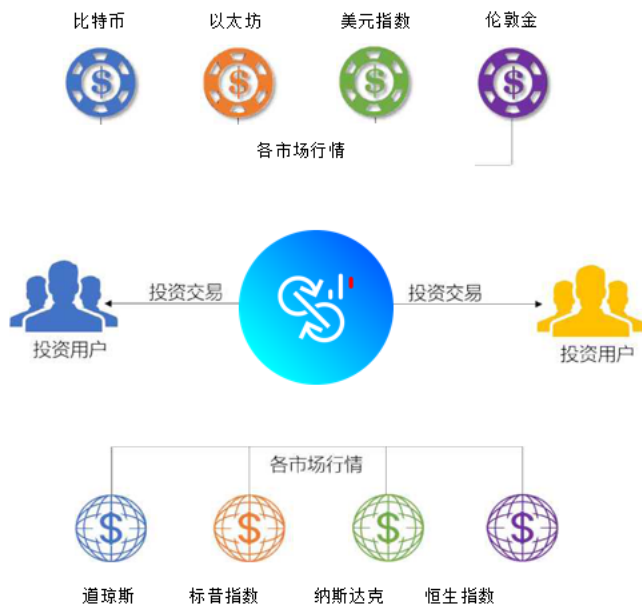 比特币 以太坊 美元指数 伦敦金
各市场行情
投资交易 投资交易
投资用户 投资用户
各市场行情
道琼斯 标普指数 纳斯达克 恒生指数